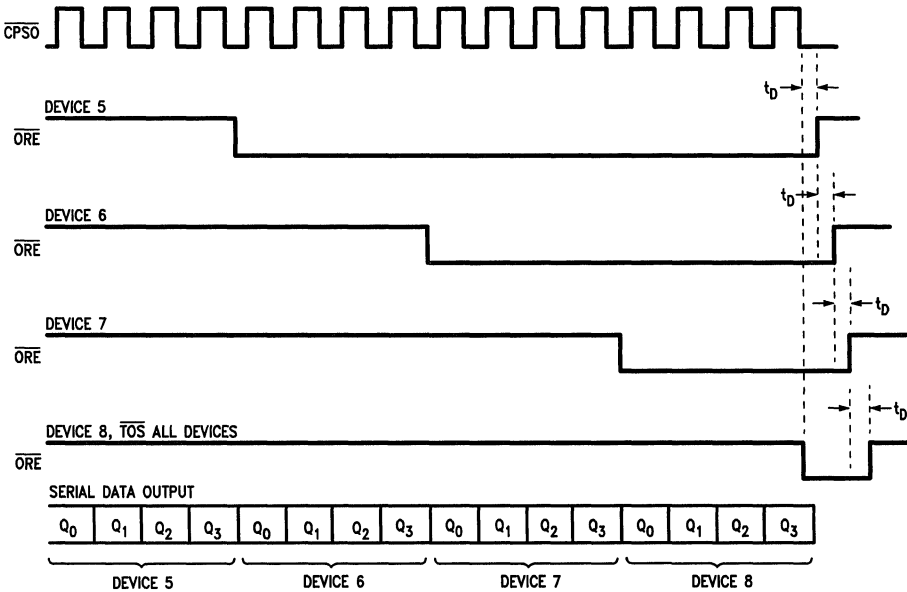 CPSO
t_D
DEVICE 5
ORE
t_D
DEVICE 6
ORE
t_D
DEVICE 7
ORE
t_D
DEVICE 8, TOS ALL DEVICES
ORE
SERIAL DATA OUTPUT
Q0 Q1 Q2 Q3 Q0 Q1 Q2 Q3 Q0 Q1 Q2 Q3 Q0 Q1 Q2 Q3
DEVICE 5 DEVICE 6 DEVICE 7 DEVICE 8